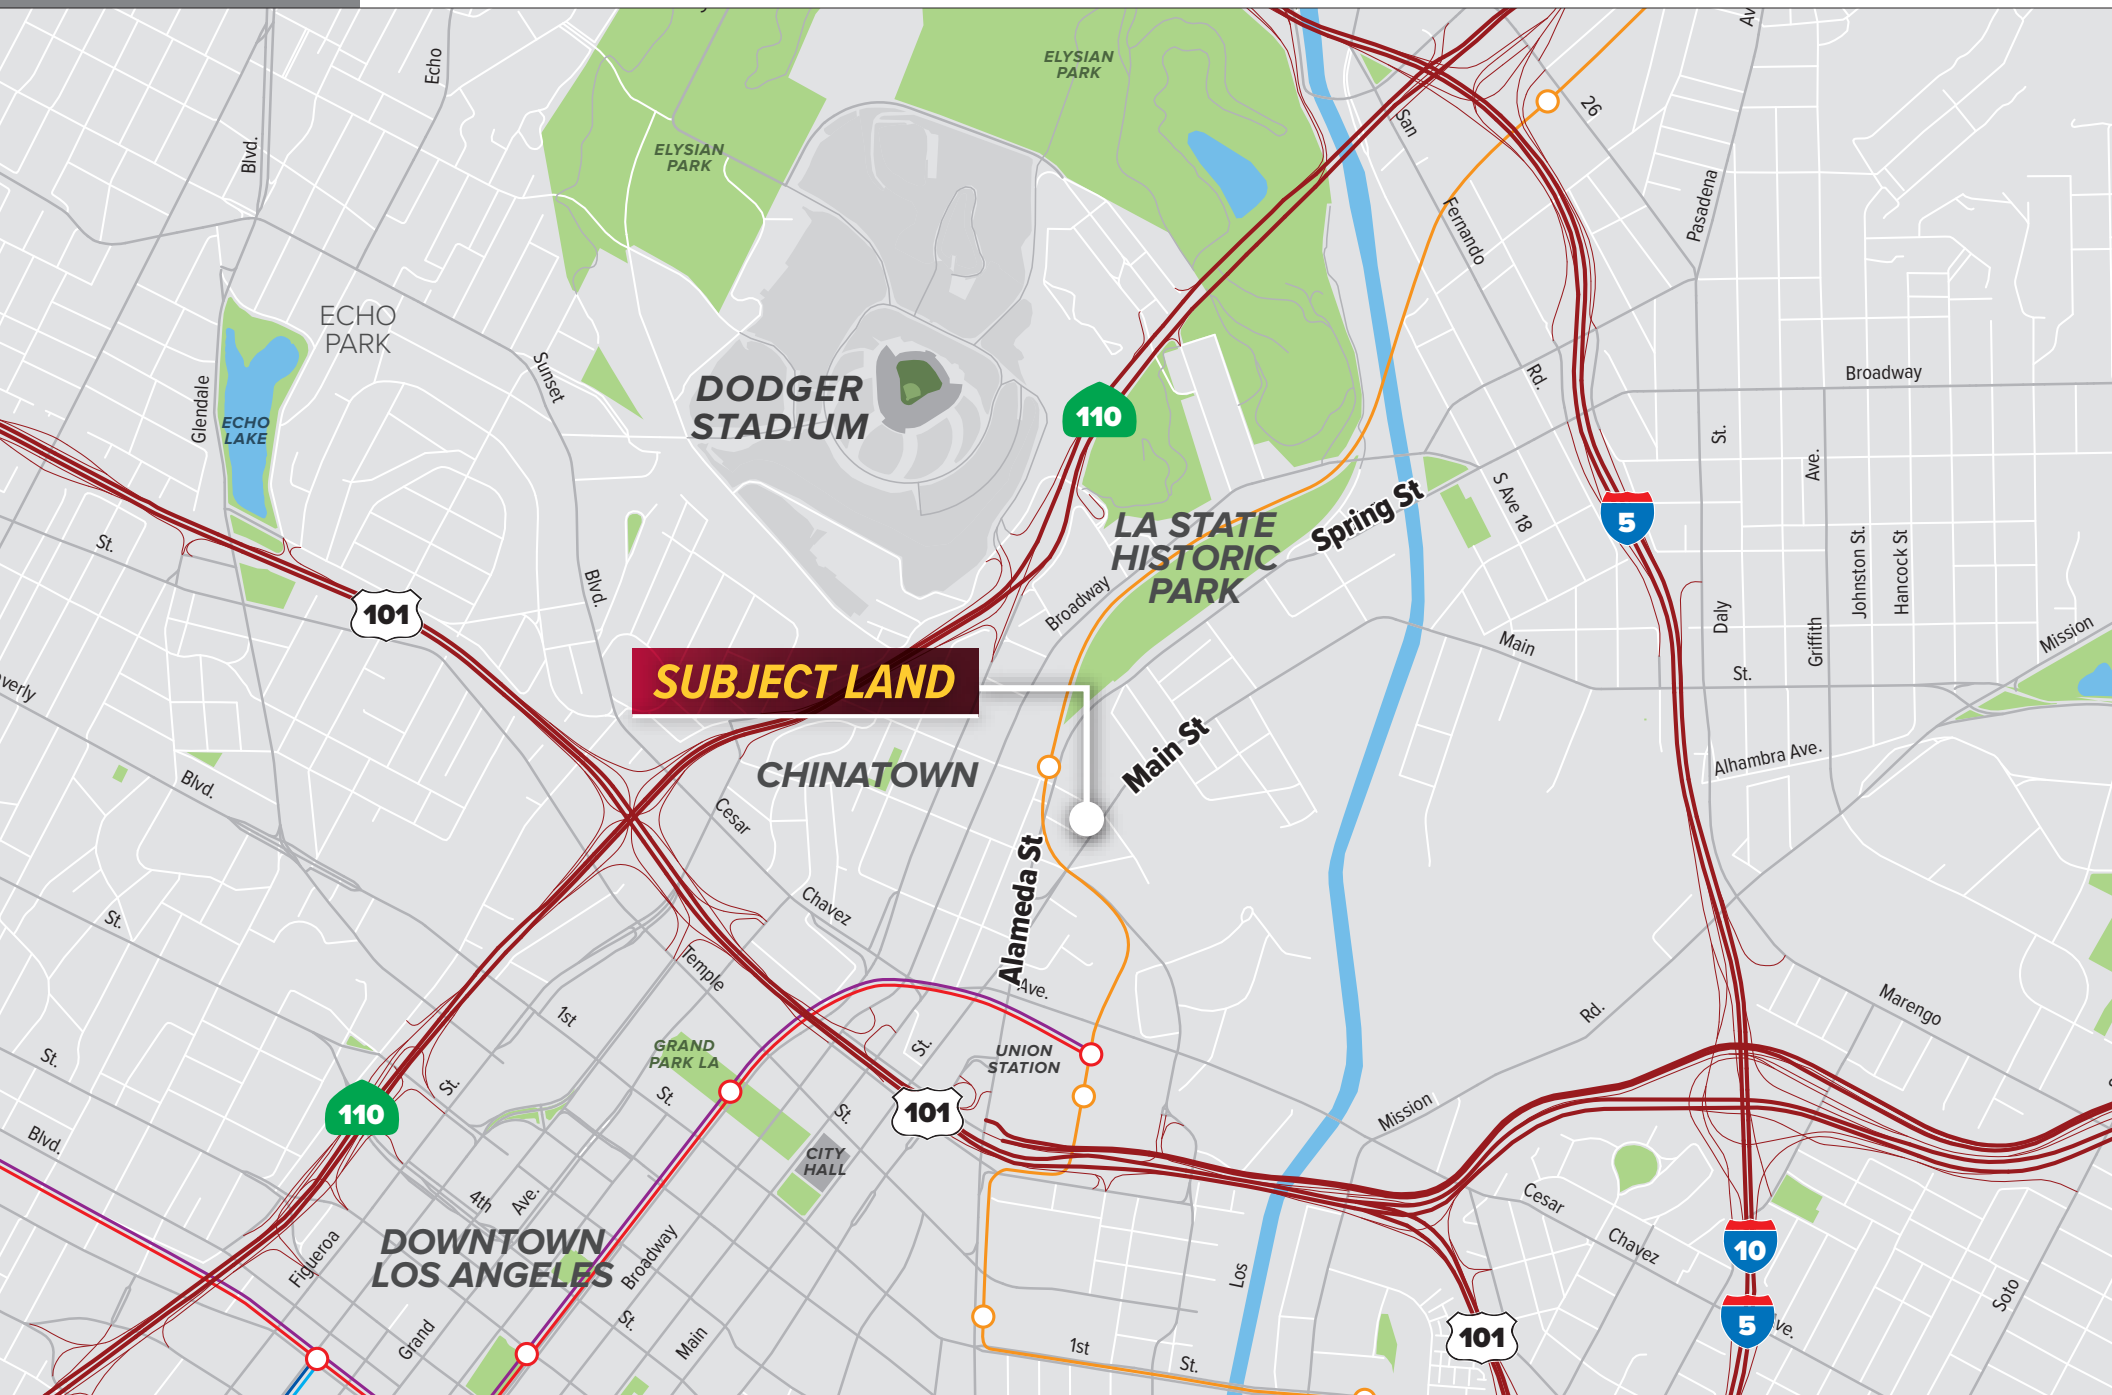 ELYSIAN
PARK
Echo
Av
Blvd.
ELYSIAN
PARK
San
26
Pasadena
Fernando
ECHO
PARK
Glendale
ECHO
LAKE
Sunset
DODGER
STADIUM
110
Rd.
Broadway
St.
Ave.
5
S Ave 18
Spring St
LA STATE
HISTORIC
PARK
Broadway
St.
101
Blvd.
Johnston St.
Hancock St
Daly
Griffith
Main
St.
Mission
verly
SUBJECT LAND
Main St
CHINATOWN
Alhambra Ave.
Blvd.
Cesar
Chavez
Alameda St
Ave.
St.
Temple
1st
Rd.
Marengo
GRAND
PARK LA
St.
UNION
STATION
St.
St.
110
St.
St.
101
Mission
Blvd.
CITY
HALL
4th
Ave.
Cesar
Chavez
10
DOWNTOWN
LOS ANGELES
Figueroa
Broadway
Los
Soto
St.
Grand
Main
1st
St.
101
5
ve.